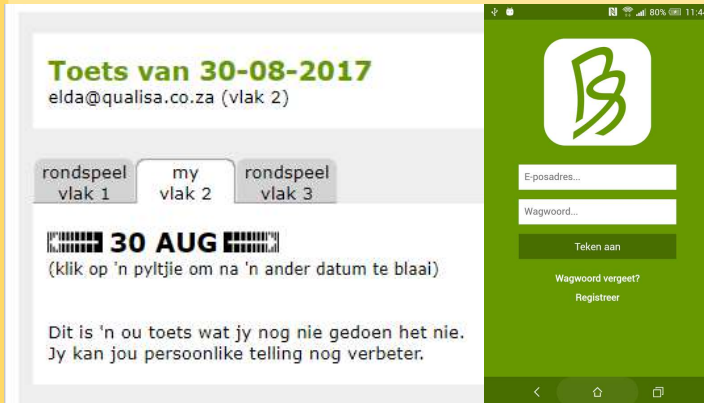 Toets van 30-08-2017
elda@qualisa.co.za (vlak 2)
rondspeel
vlak 1
my
vlak 2
rondspeel
vlak 3
30 AUG
(klik op 'n pyltjie om na 'n ander datum te blaai)
Dit is 'n ou toets wat jy nog nie gedoen het nie.
Jy kan jou persoonlike telling nog verbeter.
80% 11:44
B
E-posadres...
Wagwoord...
Teken aan
Wagwoord vergeet?
Registreer